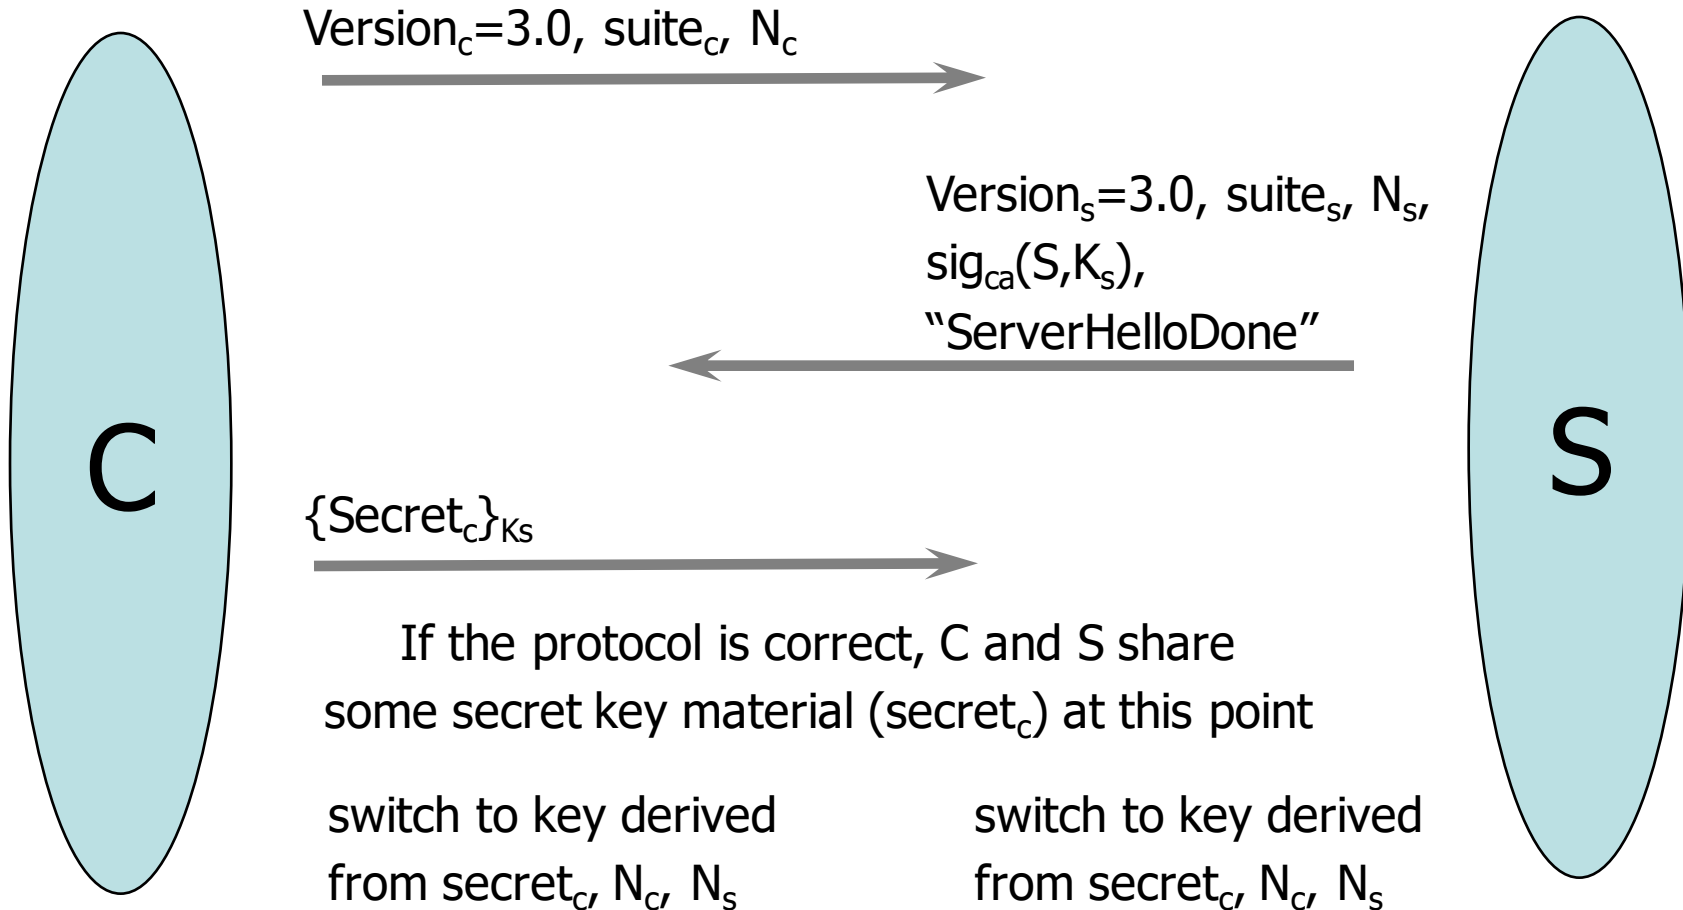 Version_c=3.0, suite_c, N_c
Version_s=3.0, suite_s, N_s,
sig_ca(S,K_s),
“ServerHelloDone”
C
S
{Secret_c}_Ks
If the protocol is correct, C and S share
some secret key material (secret_c) at this point
switch to key derived
from secret_c, N_c, N_s
switch to key derived
from secret_c, N_c, N_s